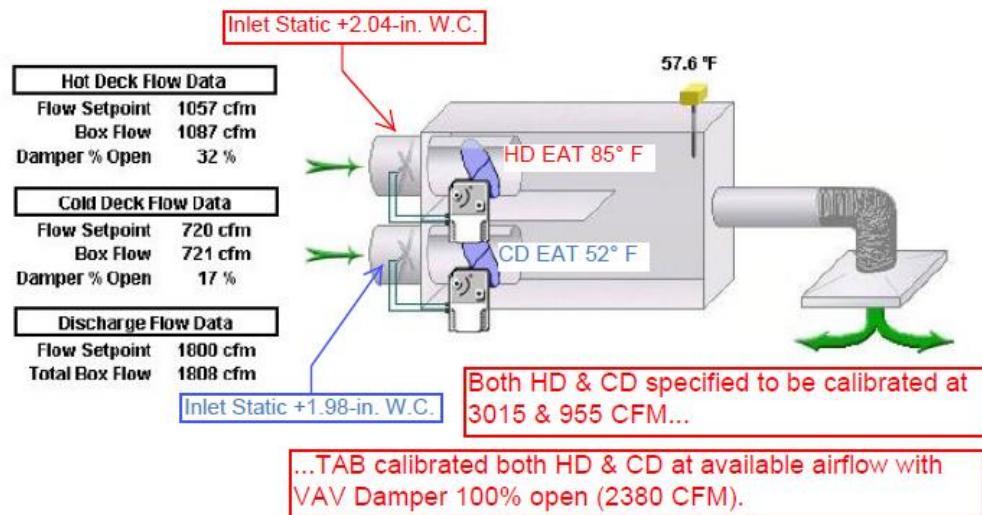 Inlet Static +2.04-in. W.C.
57.6 ºF
Hot Deck Flow Data
Flow Setpoint 1057 cfm
Box Flow 1087 cfm
Damper % Open 32 %
HD EAT 85° F
Cold Deck Flow Data
Flow Setpoint 720 cfm
Box Flow 721 cfm
Damper % Open 17 %
CD EAT 52° F
Discharge Flow Data
Flow Setpoint 1800 cfm
Total Box Flow 1808 cfm
Inlet Static +1.98-in. W.C.
Both HD & CD specified to be calibrated at
3015 & 955 CFM...
...TAB calibrated both HD & CD at available airflow with
VAV Damper 100% open (2380 CFM).